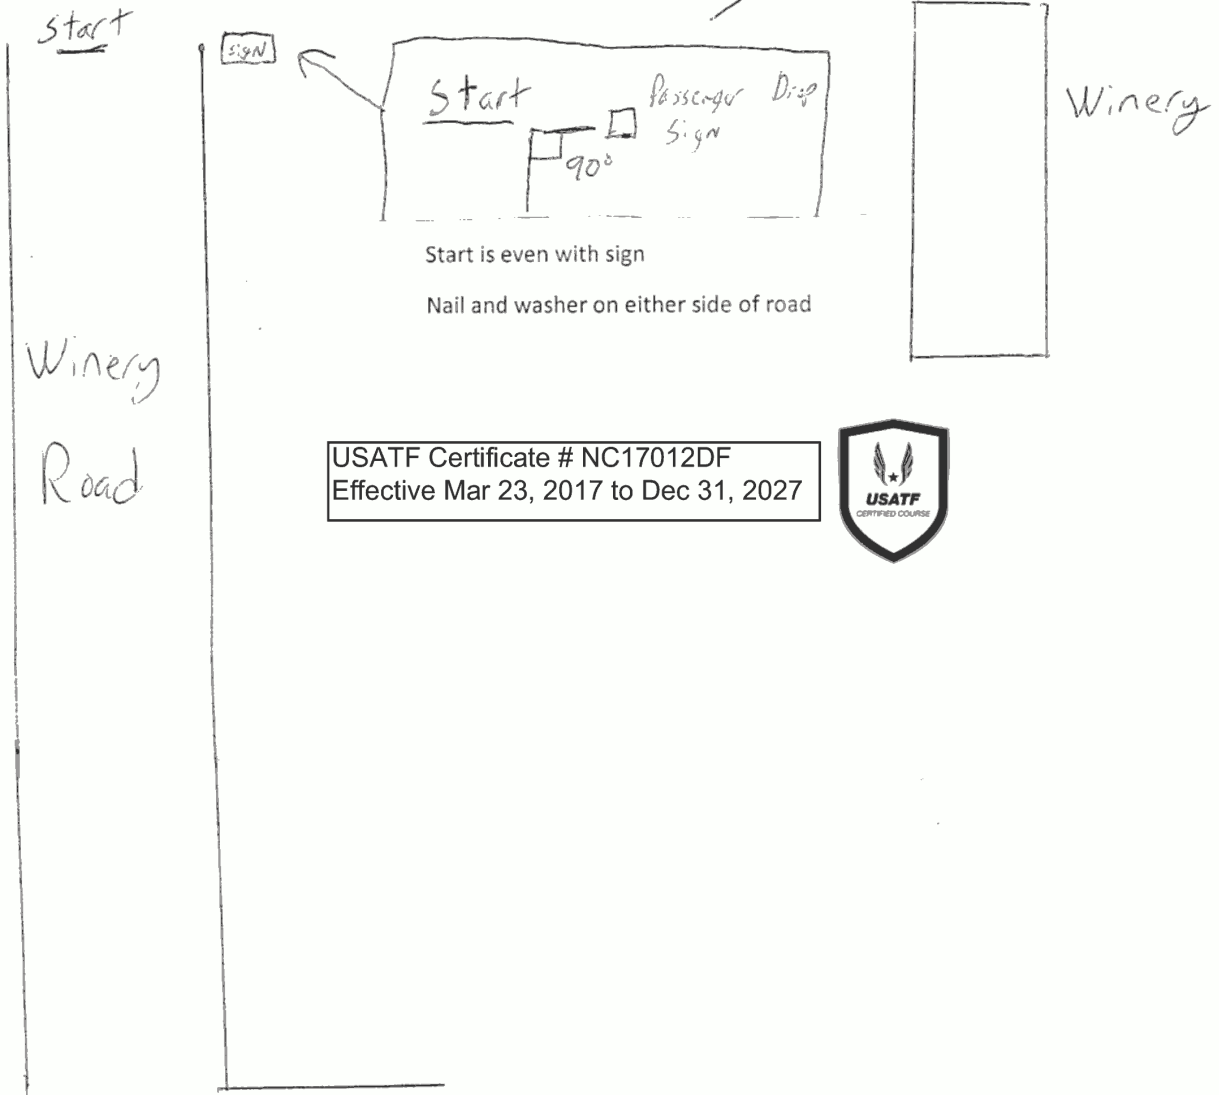 Start
sign
Start
Passenger Drop
Sign
90°
Winery
Start is even with sign
Nail and washer on either side of road
Winery
Road
USATF Certificate # NC17012DF
Effective Mar 23, 2017 to Dec 31, 2027
USATF
CERTIFIED COURSE